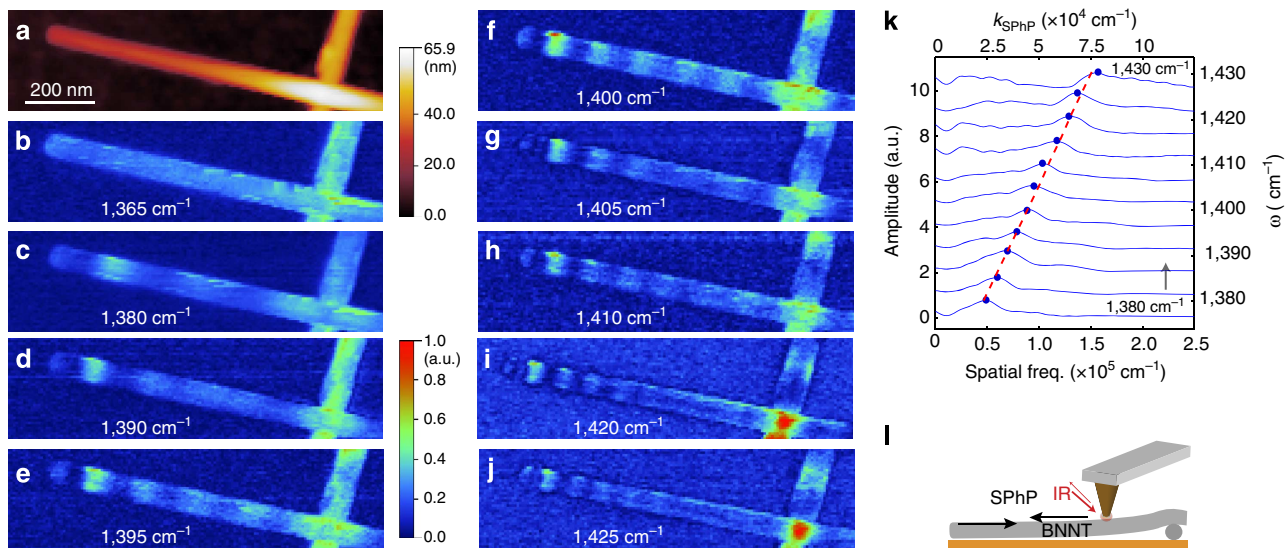 a
200 nm
65.9
(nm)
40.0
20.0
0.0
b
1,365 cm⁻¹
c
1,380 cm⁻¹
d
1,390 cm⁻¹
1.0
(a.u.)
0.8
0.6
0.4
0.2
0.0
e
1,395 cm⁻¹
f
1,400 cm⁻¹
g
1,405 cm⁻¹
h
1,410 cm⁻¹
i
1,420 cm⁻¹
j
1,425 cm⁻¹
k
kSPhP (×10⁴ cm⁻¹)
0 2.5 5 7.5 10
1,430 cm⁻¹
1,380 cm⁻¹
Amplitude (a.u.)
10
8
6
4
2
0
ω ( cm⁻¹)
1,430
1,420
1,410
1,400
1,390
1,380
0 0.5 1.0 1.5 2.0 2.5
Spatial freq. (×10⁵ cm⁻¹)
l
SPhP
IR
BNNT